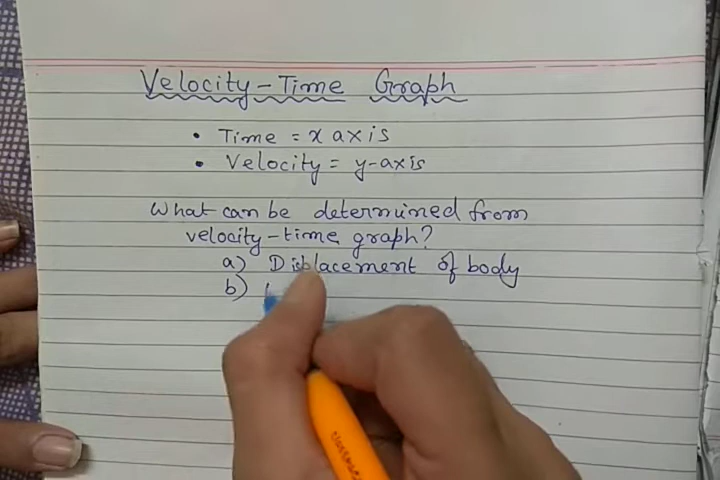 Velocity-Time Graph
• Time = x axis
• Velocity = y-axis
What can be determined from
velocity-time graph?
a) Displacement of body
b)